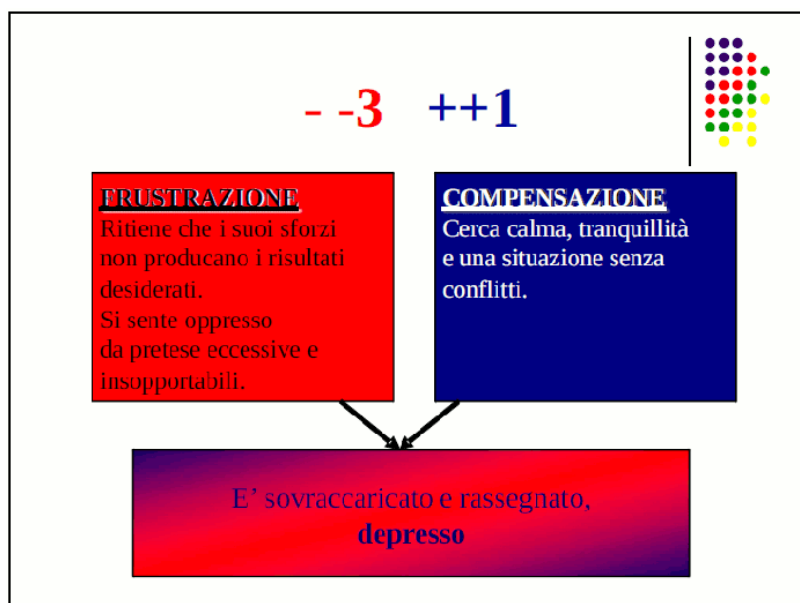 - -3 ++1
FRUSTRAZIONE
Ritiene che i suoi sforzi
non producano i risultati
desiderati.
Si sente oppresso
da pretese eccessive e
insopportabili.
COMPENSAZIONE
Cerca calma, tranquillità
e una situazione senza
conflitti.
E’ sovraccaricato e rassegnato,
depresso